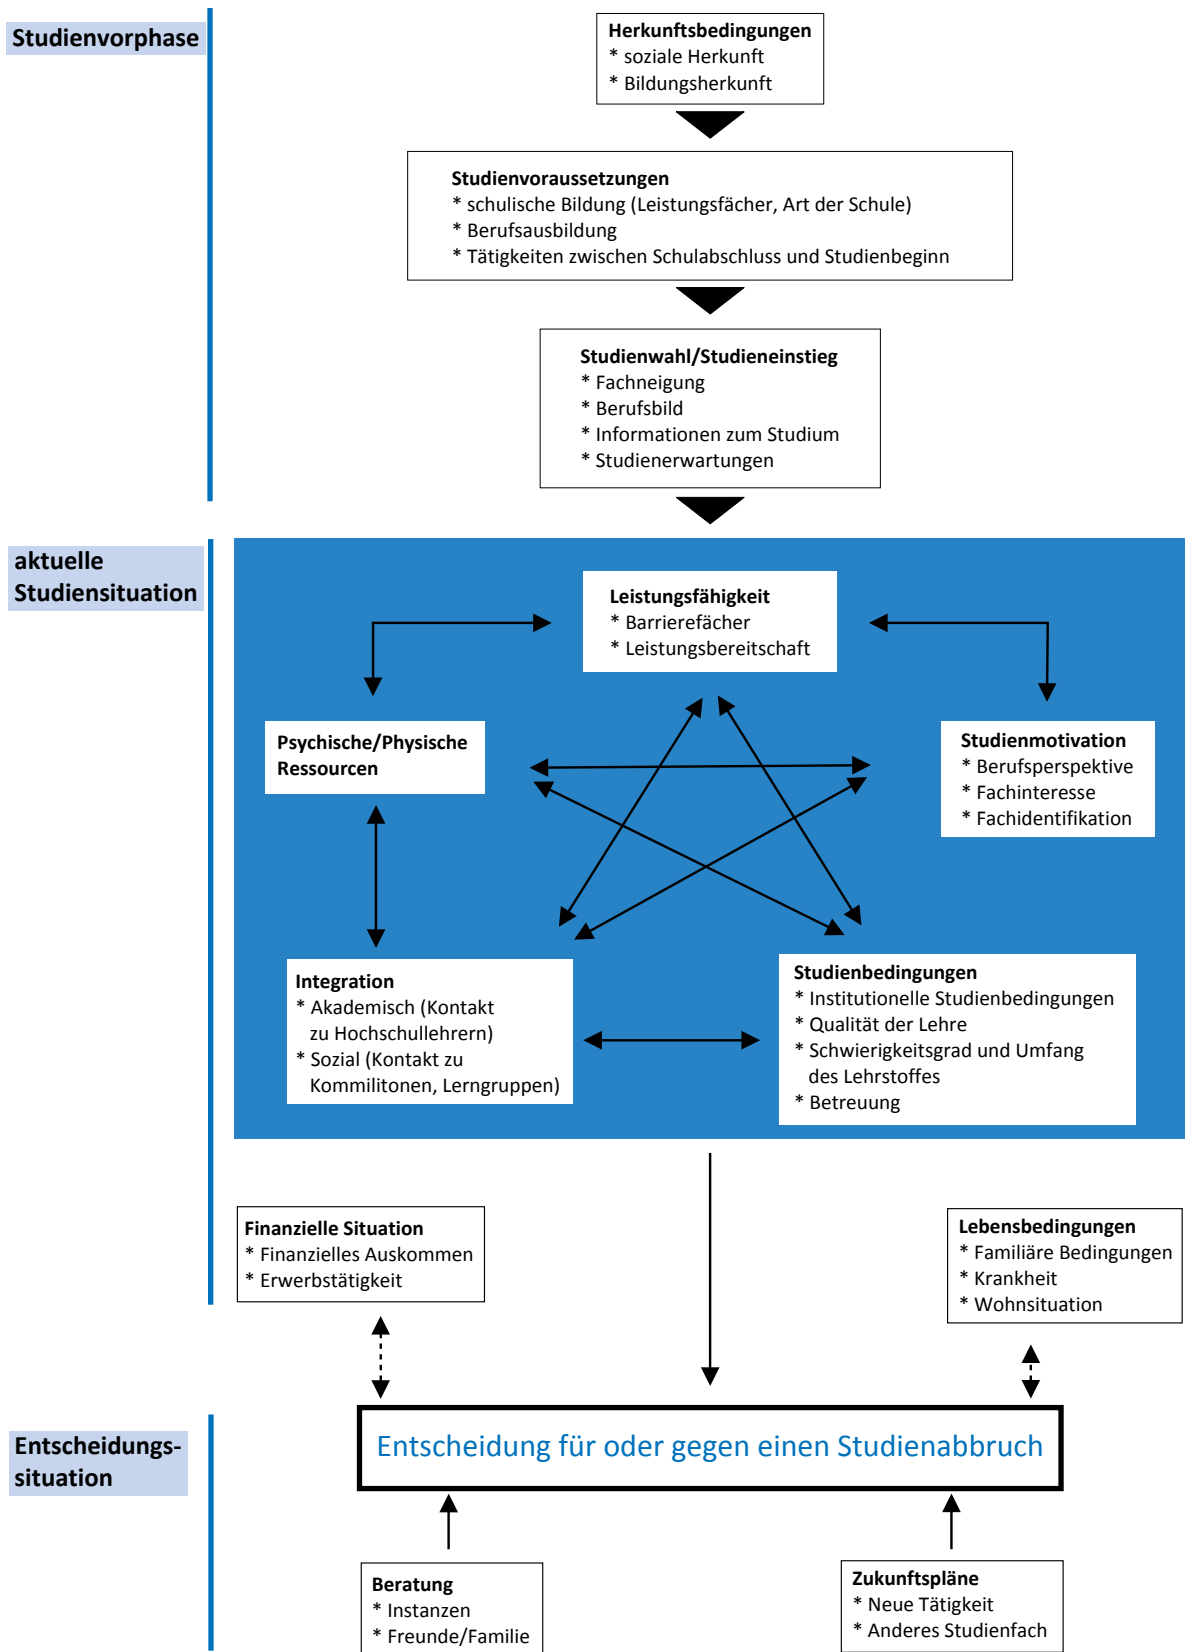 Studienvorphase
Herkunftsbedingungen
* soziale Herkunft
* Bildungsherkunft
Studienvoraussetzungen
* schulische Bildung (Leistungsfächer, Art der Schule)
* Berufsausbildung
* Tätigkeiten zwischen Schulabschluss und Studienbeginn
Studienwahl/Studieneinstieg
* Fachneigung
* Berufsbild
* Informationen zum Studium
* Studienerwartungen
aktuelle
Studiensituation
Leistungsfähigkeit
* Barrierefächer
* Leistungsbereitschaft
Psychische/Physische
Ressourcen
Studienmotivation
* Berufsperspektive
* Fachinteresse
* Fachidentifikation
Integration
* Akademisch (Kontakt
zu Hochschullehrern)
* Sozial (Kontakt zu
Kommilitonen, Lerngruppen)
Studienbedingungen
* Institutionelle Studienbedingungen
* Qualität der Lehre
* Schwierigkeitsgrad und Umfang
des Lehrstoffes
* Betreuung
Finanzielle Situation
* Finanzielles Auskommen
* Erwerbstätigkeit
Lebensbedingungen
* Familiäre Bedingungen
* Krankheit
* Wohnsituation
Entscheidungs-
situation
Entscheidung für oder gegen einen Studienabbruch
Beratung
* Instanzen
* Freunde/Familie
Zukunftspläne
* Neue Tätigkeit
* Anderes Studienfach